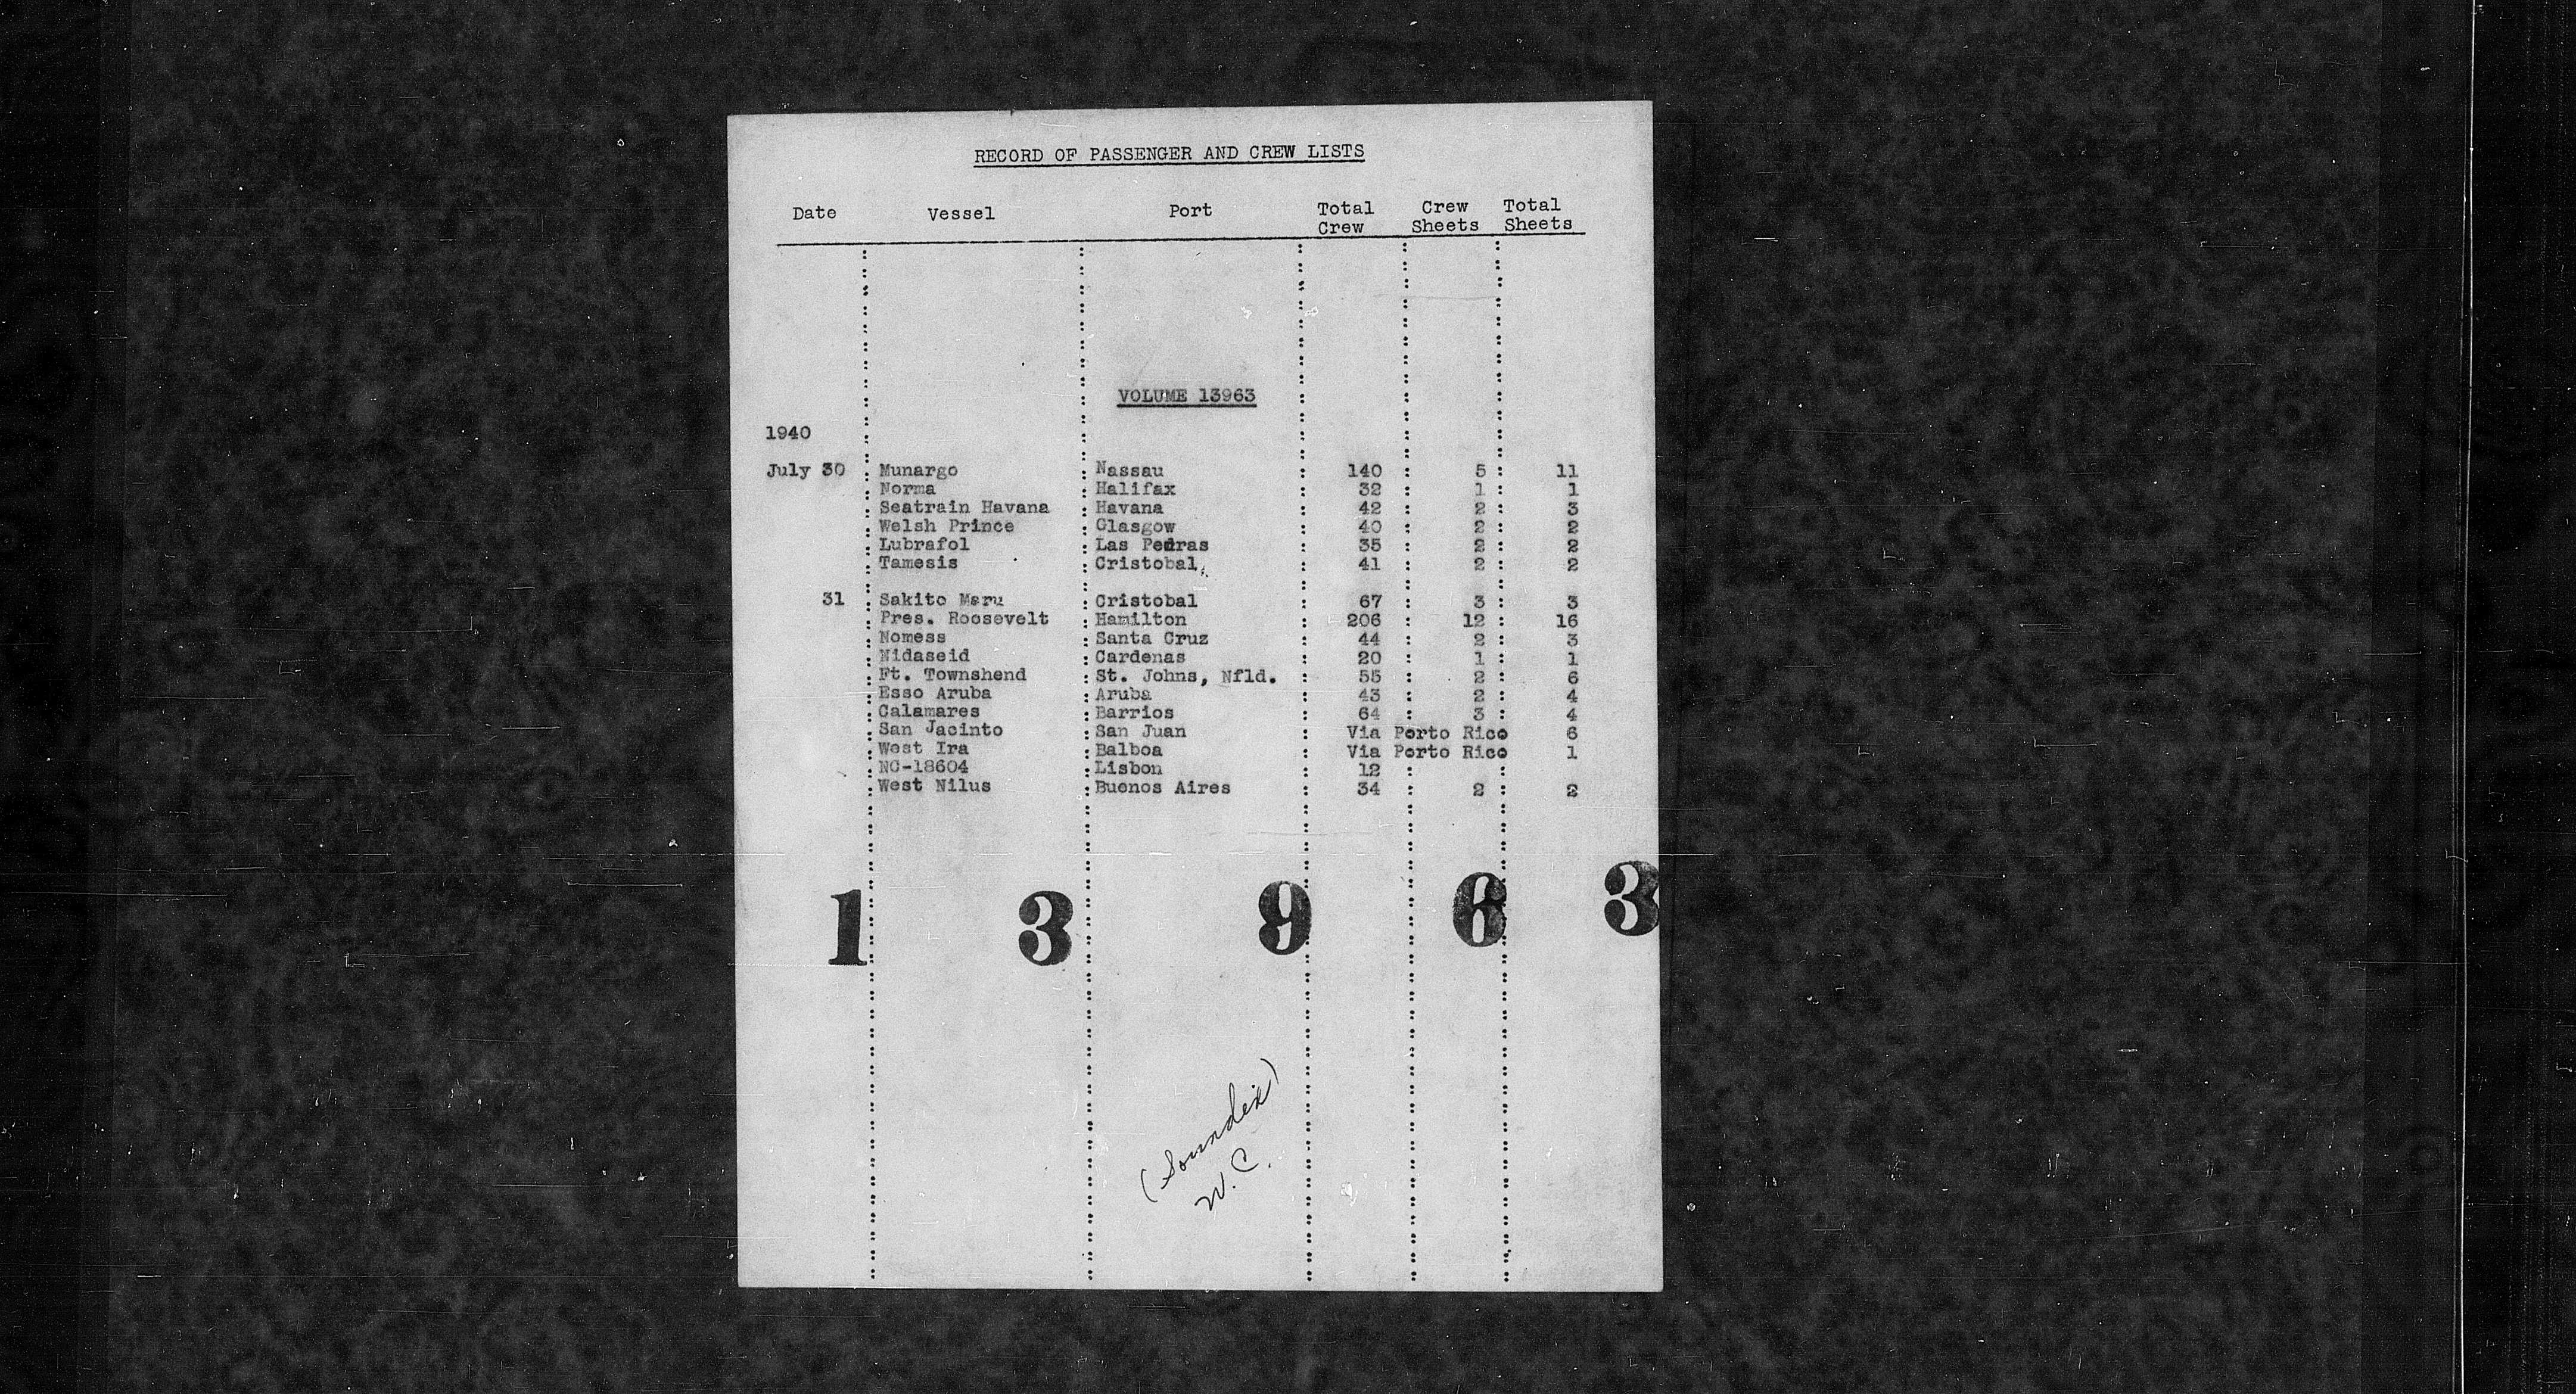 RECORD OF PASSENGER AND CREW LISTS
Date Vessel Port Total Crew Crew Sheets Total Sheets
VOLUME 13963
1940
July 30 Munargo Nassau 140 5 11
Norma Halifax 32 1 1
Seatrain Havana Havana 42 2 3
Welsh Prince Glasgow 40 2 2
Lubrafol Las Pedras 35 2 2
Tamesis Cristobal 41 2 2
31 Sakito Maru Cristobal 67 3 3
Pres. Roosevelt Hamilton 206 12 16
Nomess Santa Cruz 44 2 3
Nidaseid Cardenas 20 1 1
Ft. Townshend St. Johns, Nfld. 55 2 6
Esso Aruba Aruba 43 2 4
Calamares Barrios 64 3 4
San Jacinto San Juan Via Porto Rico 6
West Ira Balboa Via Porto Rico 1
NC-18604 Lisbon 12
West Nilus Buenos Aires 34 2 2
1 3 9 6 3
(Soundix)
W. C.